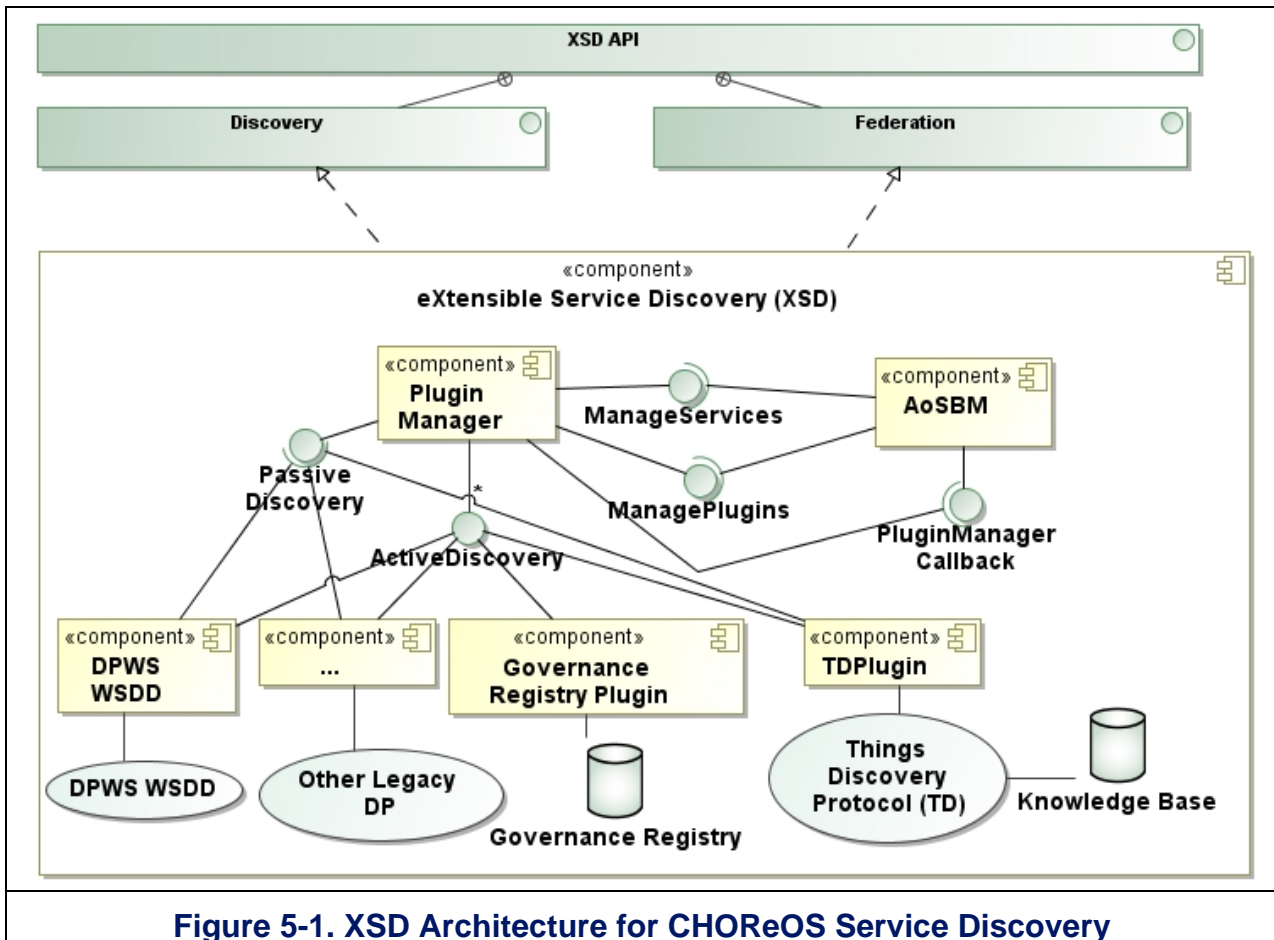 XSD API
Discovery
Federation
«component»
eXtensible Service Discovery (XSD)
«component»
Plugin
Manager
ManageServices
«component»
AoSBM
Passive
Discovery
*
ManagePlugins
PluginManager
Callback
ActiveDiscovery
«component»
DPWS
WSDD
«component»
...
«component»
Governance
Registry Plugin
«component»
TDPlugin
DPWS WSDD
Other Legacy
DP
Governance Registry
Things
Discovery
Protocol (TD)
Knowledge Base
Figure 5-1. XSD Architecture for CHOReOS Service Discovery